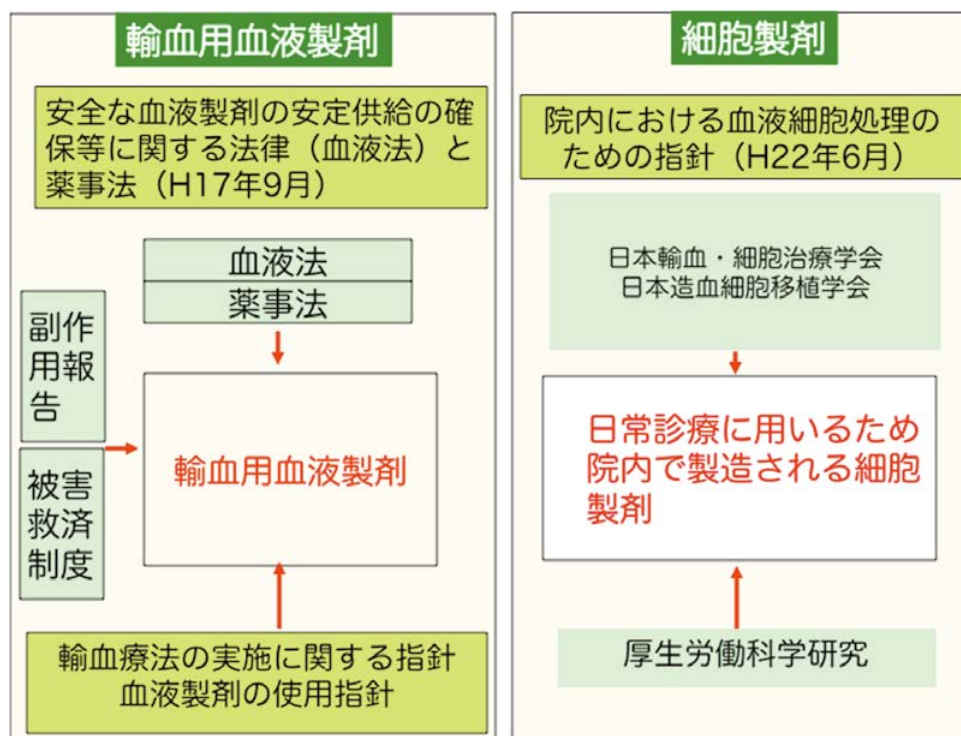 輸血用血液製剤
安全な血液製剤の安定供給の確
保等に関する法律（血液法）と
薬事法（H17年9月）
血液法
薬事法
副作
用報
告
被害
救済
制度
輸血用血液製剤
輸血療法の実施に関する指針
血液製剤の使用指針
細胞製剤
院内における血液細胞処理の
ための指針（H22年6月）
日本輸血・細胞治療学会
日本造血細胞移植学会
日常診療に用いるため
院内で製造される細胞
製剤
厚生労働科学研究